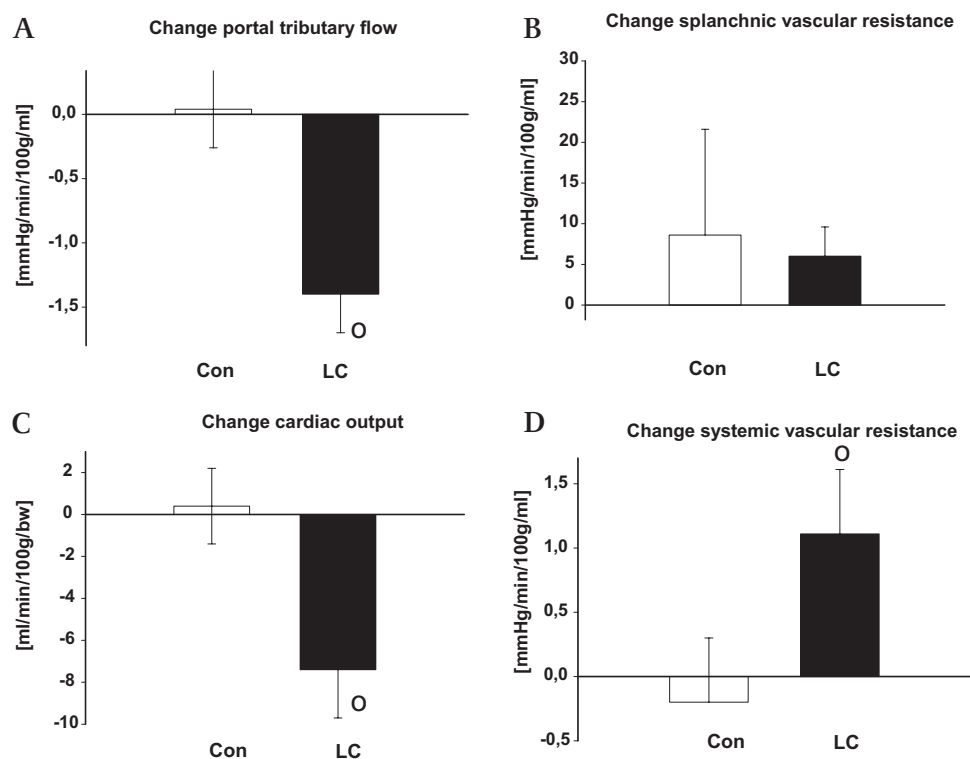 A
Change portal tributary flow
[mmHg/min/100g/ml]
0,0
-0,5
-1,0
-1,5
O
Con
LC
B
Change splanchnic vascular resistance
[mmHg/min/100g/ml]
30
25
20
15
10
5
0
Con
LC
C
Change cardiac output
[ml/min/100g/bw]
2
0
-2
-4
-6
-8
-10
O
Con
LC
D
Change systemic vascular resistance
[mmHg/min/100g/ml]
O
1,5
1,0
0,5
0,0
-0,5
Con
LC